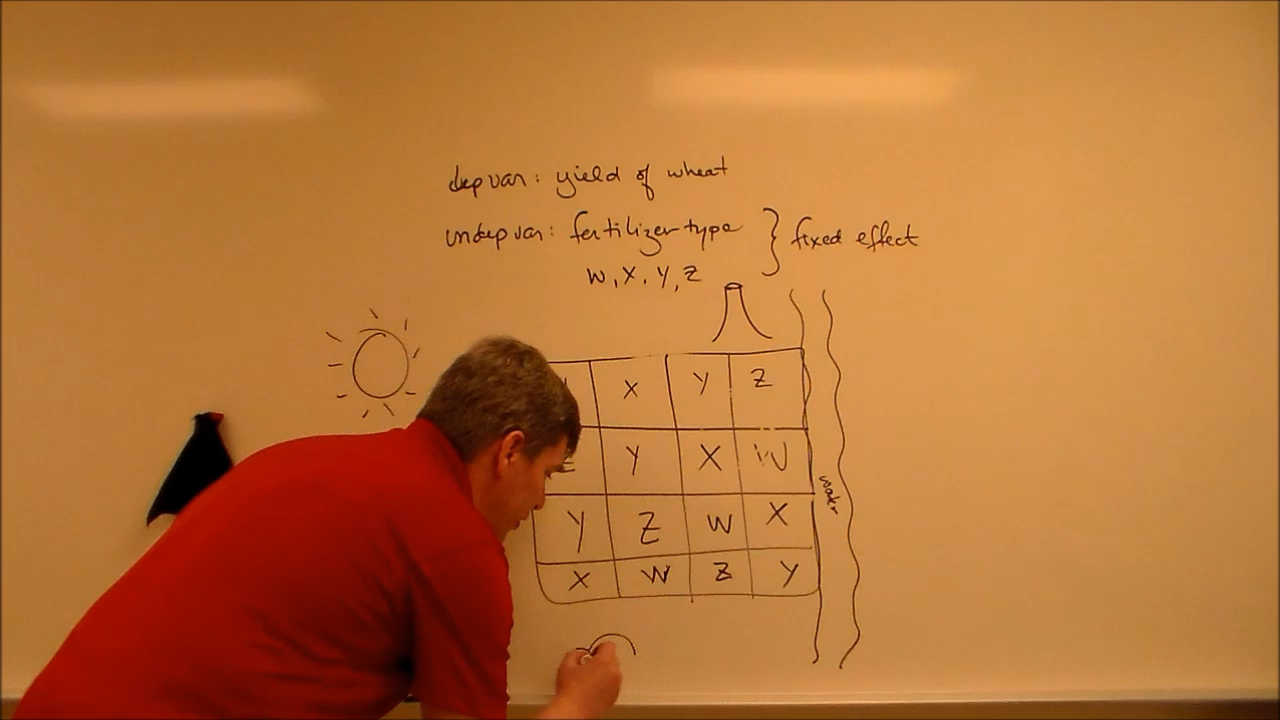 dep var: yield of wheat
indep var: fertilizer type } fixed effect
W, X, Y, Z
X Y Z
Y X W
water
Y Z W X
X W Z Y